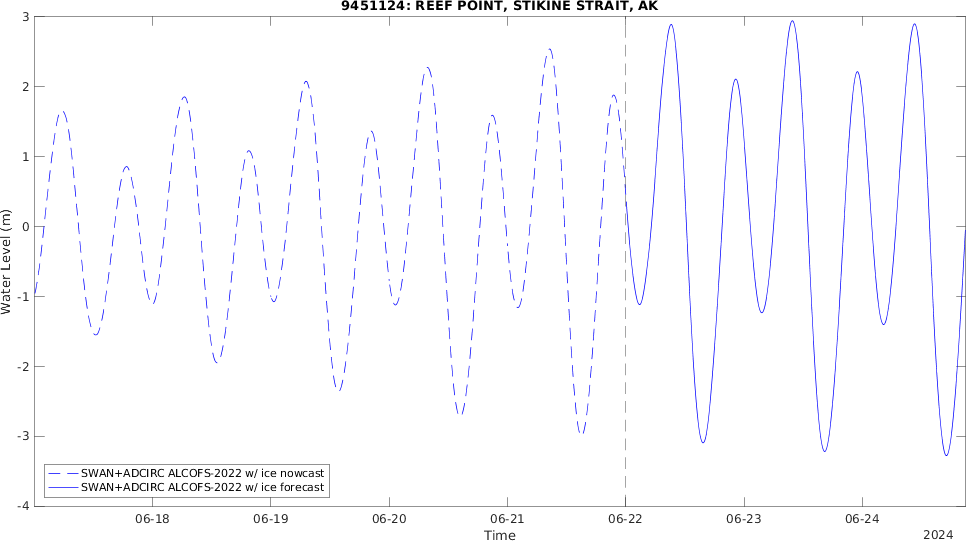 9451124: REEF POINT, STIKINE STRAIT, AK
3
2
1
0
-1
-2
-3
-4
Water Level (m)
SWAN+ADCIRC ALCOFS-2022 w/ ice nowcast
SWAN+ADCIRC ALCOFS-2022 w/ ice forecast
06-18 06-19 06-20 06-21 06-22 06-23 06-24
Time
2024